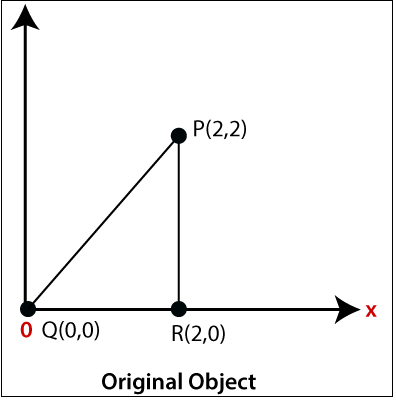 P(2,2)
x
0 Q(0,0)
R(2,0)
Original Object